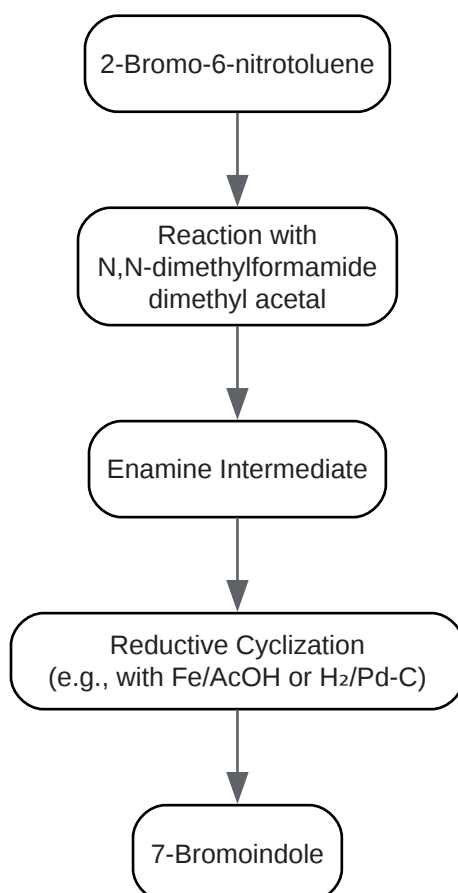 2-Bromo-6-nitrotoluene
Reaction with
N,N-dimethylformamide
dimethyl acetal
Enamine Intermediate
Reductive Cyclization
(e.g., with Fe/AcOH or H₂/Pd-C)
7-Bromoindole